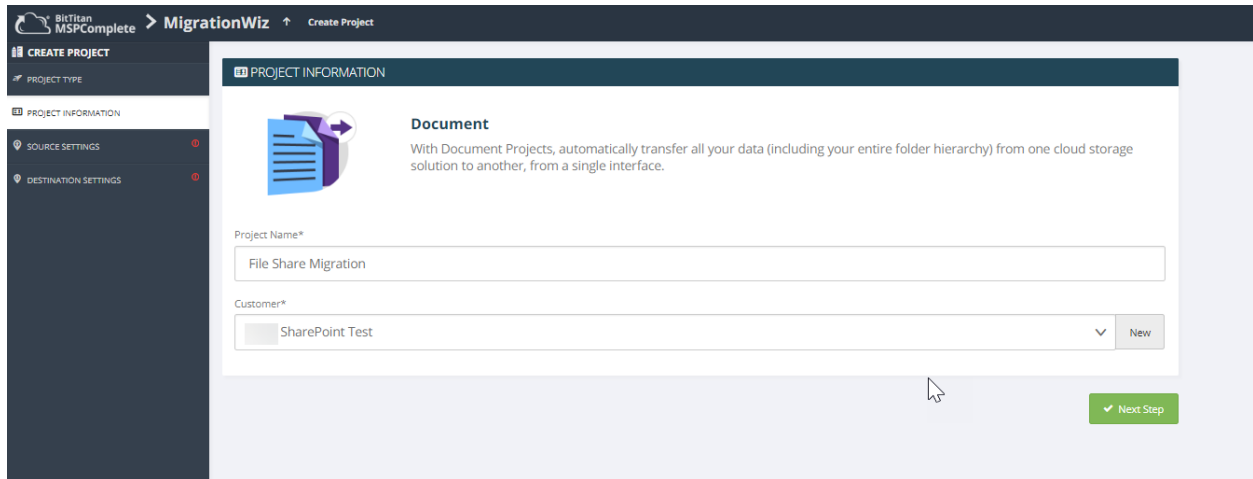 BitTitan
MSPComplete
MigrationWiz
Create Project
CREATE PROJECT
PROJECT TYPE
PROJECT INFORMATION
SOURCE SETTINGS
DESTINATION SETTINGS
PROJECT INFORMATION
Document
With Document Projects, automatically transfer all your data (including your entire folder hierarchy) from one cloud storage
solution to another, from a single interface.
Project Name*
File Share Migration
Customer*
SharePoint Test
New
Next Step